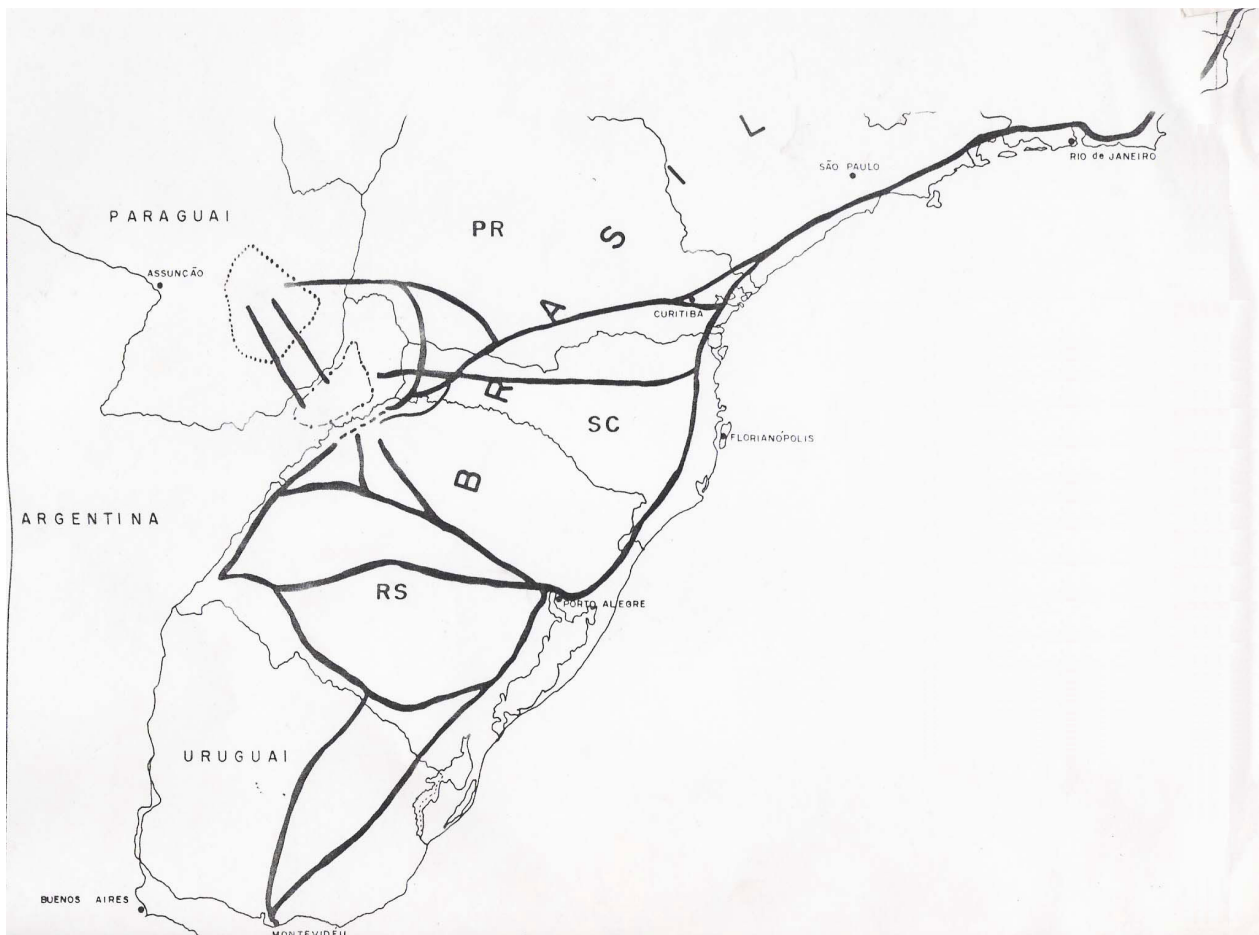 RIO de JANEIRO
SÃO PAULO
PARAGUAI
PR
ASSUNÇÃO
CURITIBA
BRASIL
SC
FLORIANÓPOLIS
ARGENTINA
RS
PORTO ALEGRE
URUGUAI
BUENOS AIRES
MONTEVIDÉU